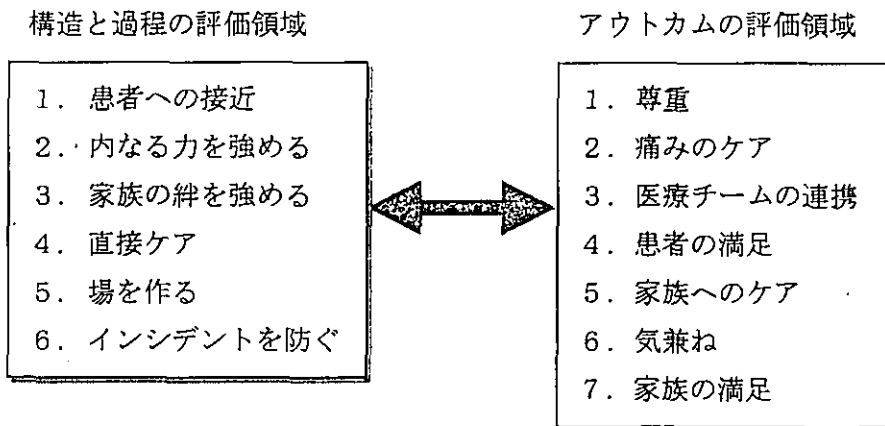 構造と過程の評価領域
1. 患者への接近
2. 内なる力を強める
3. 家族の絆を強める
4. 直接ケア
5. 場を作る
6. インシデントを防ぐ
アウトカムの評価領域
1. 尊重
2. 痛みのケア
3. 医療チームの連携
4. 患者の満足
5. 家族へのケア
6. 気兼ね
7. 家族の満足